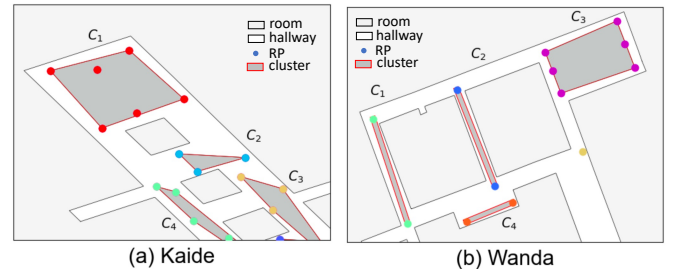 C1
room
hallway
RP
cluster
C2
C3
C4
(a) Kaide
room
hallway
RP
cluster
C3
C2
C1
C4
(b) Wanda